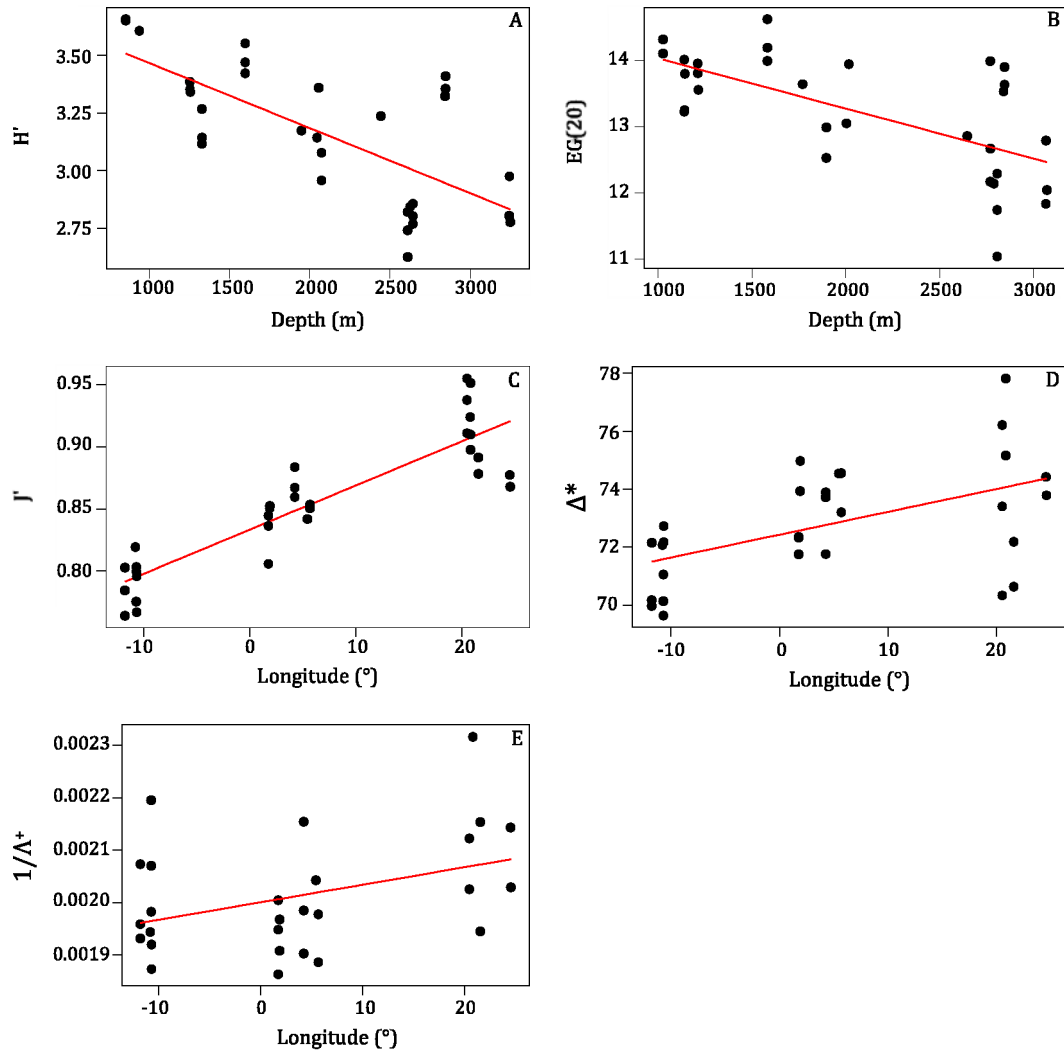 A
3.50
3.25
3.00
2.75
H'
1000 1500 2000 2500 3000
Depth (m)
B
14
13
12
11
EG(20)
1000 1500 2000 2500 3000
Depth (m)
C
0.95
0.90
0.85
0.80
J'
-10 0 10 20
Longitude (°)
D
78
76
74
72
70
Δ*
-10 0 10 20
Longitude (°)
E
0.0023
0.0022
0.0021
0.0020
0.0019
1/Λ⁺
-10 0 10 20
Longitude (°)